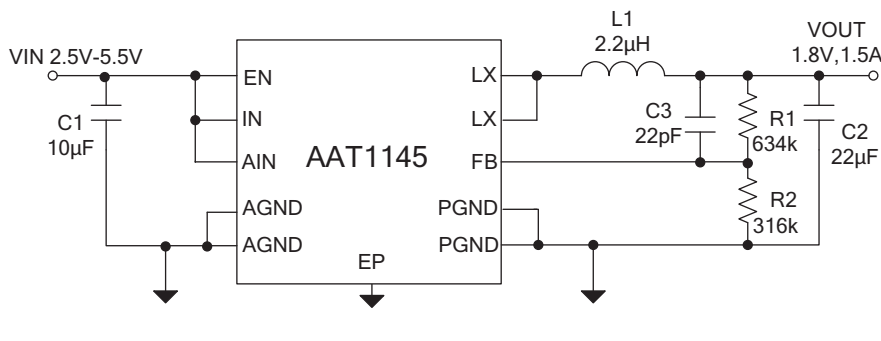 L1
2.2µH
VIN 2.5V-5.5V
VOUT
1.8V,1.5A
EN
LX
C1
10µF
IN
LX
C3
22pF
R1
634k
C2
22µF
AIN
AAT1145
FB
AGND
PGND
R2
316k
AGND
PGND
EP